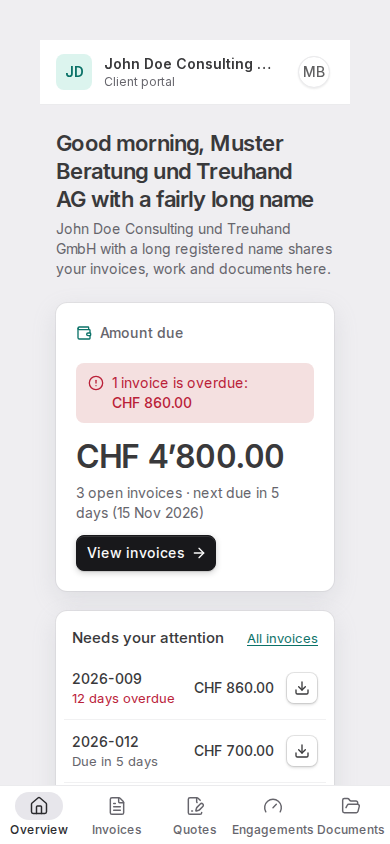 JD
John Doe Consulting ...
Client portal
MB
Good morning, Muster
Beratung und Treuhand
AG with a fairly long name
John Doe Consulting und Treuhand
GmbH with a long registered name shares
your invoices, work and documents here.
Amount due
1 invoice is overdue:
CHF 860.00
CHF 4’800.00
3 open invoices · next due in 5
days (15 Nov 2026)
View invoices →
Needs your attention
All invoices
2026-009
CHF 860.00
12 days overdue
2026-012
CHF 700.00
Due in 5 days
Overview
Invoices
Quotes
Engagements
Documents